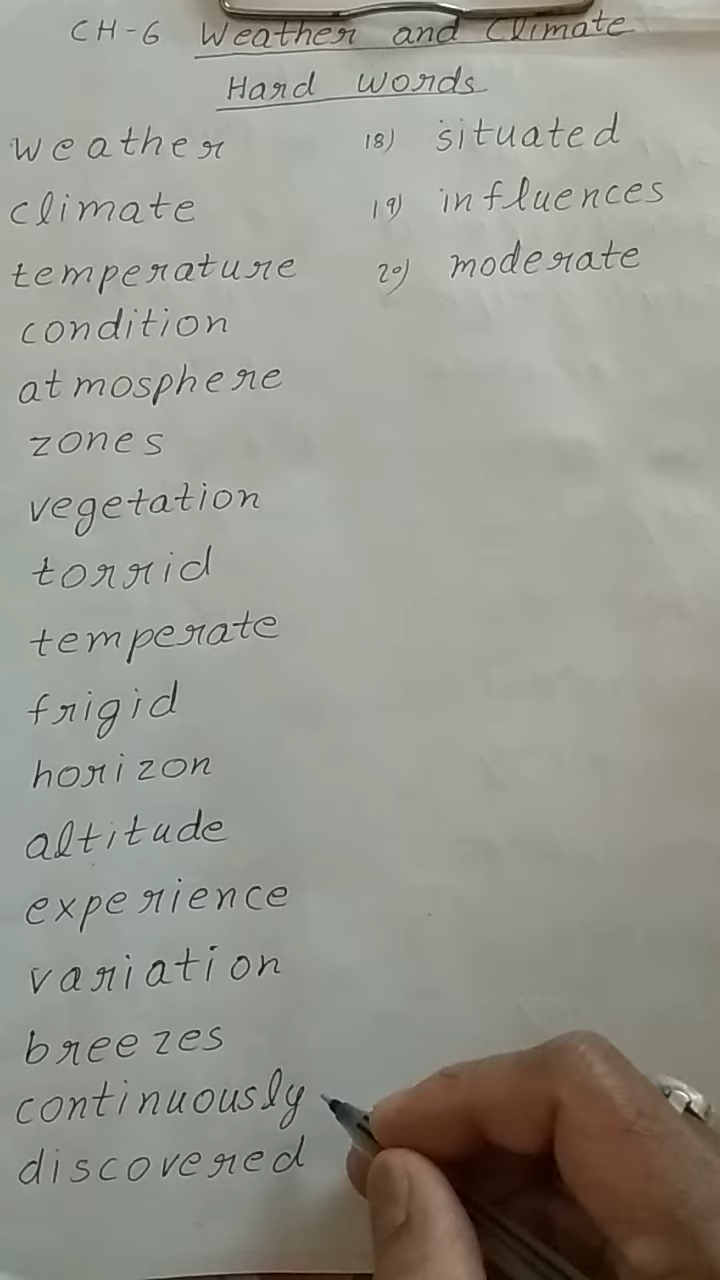 CH-6 Weather and Climate
Hard Words
weather
climate
temperature
condition
atmosphere
zones
vegetation
torrid
temperate
frigid
horizon
altitude
experience
variation
breezes
continuously
discovered
18) situated
19) influences
20) moderate